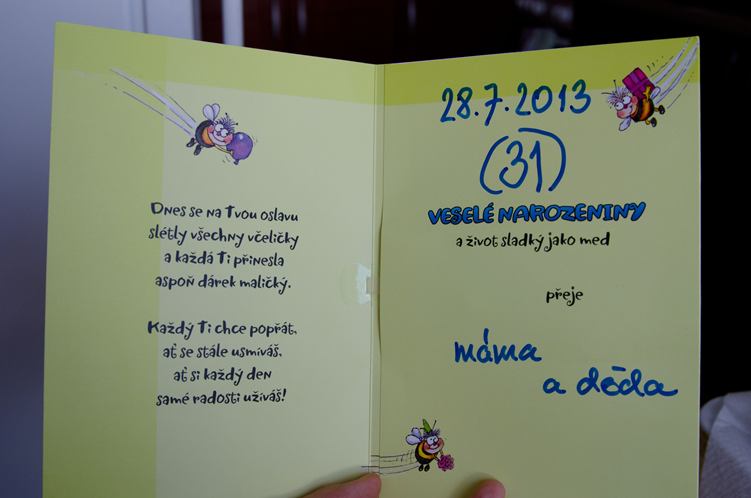 Dnes se na Tvou oslavu
slétly všechny včeličky
a každá Ti přinesla
aspoň dárek maličký.
Každý Ti chce popřát,
ať se stále usmíváš,
ať si každý den
samé radosti užíváš!
28.7.2013
(31)
VESELÉ NAROZENINY
a život sladký jako med
přeje
máma
a děda